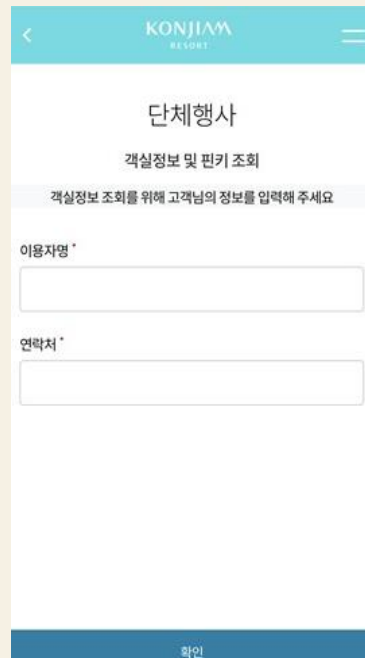 KONJIAM
RESORT
단체행사
객실정보 및 핀키 조회
객실정보 조회를 위해 고객님의 정보를 입력해 주세요
이용자명 *
연락처 *
확인